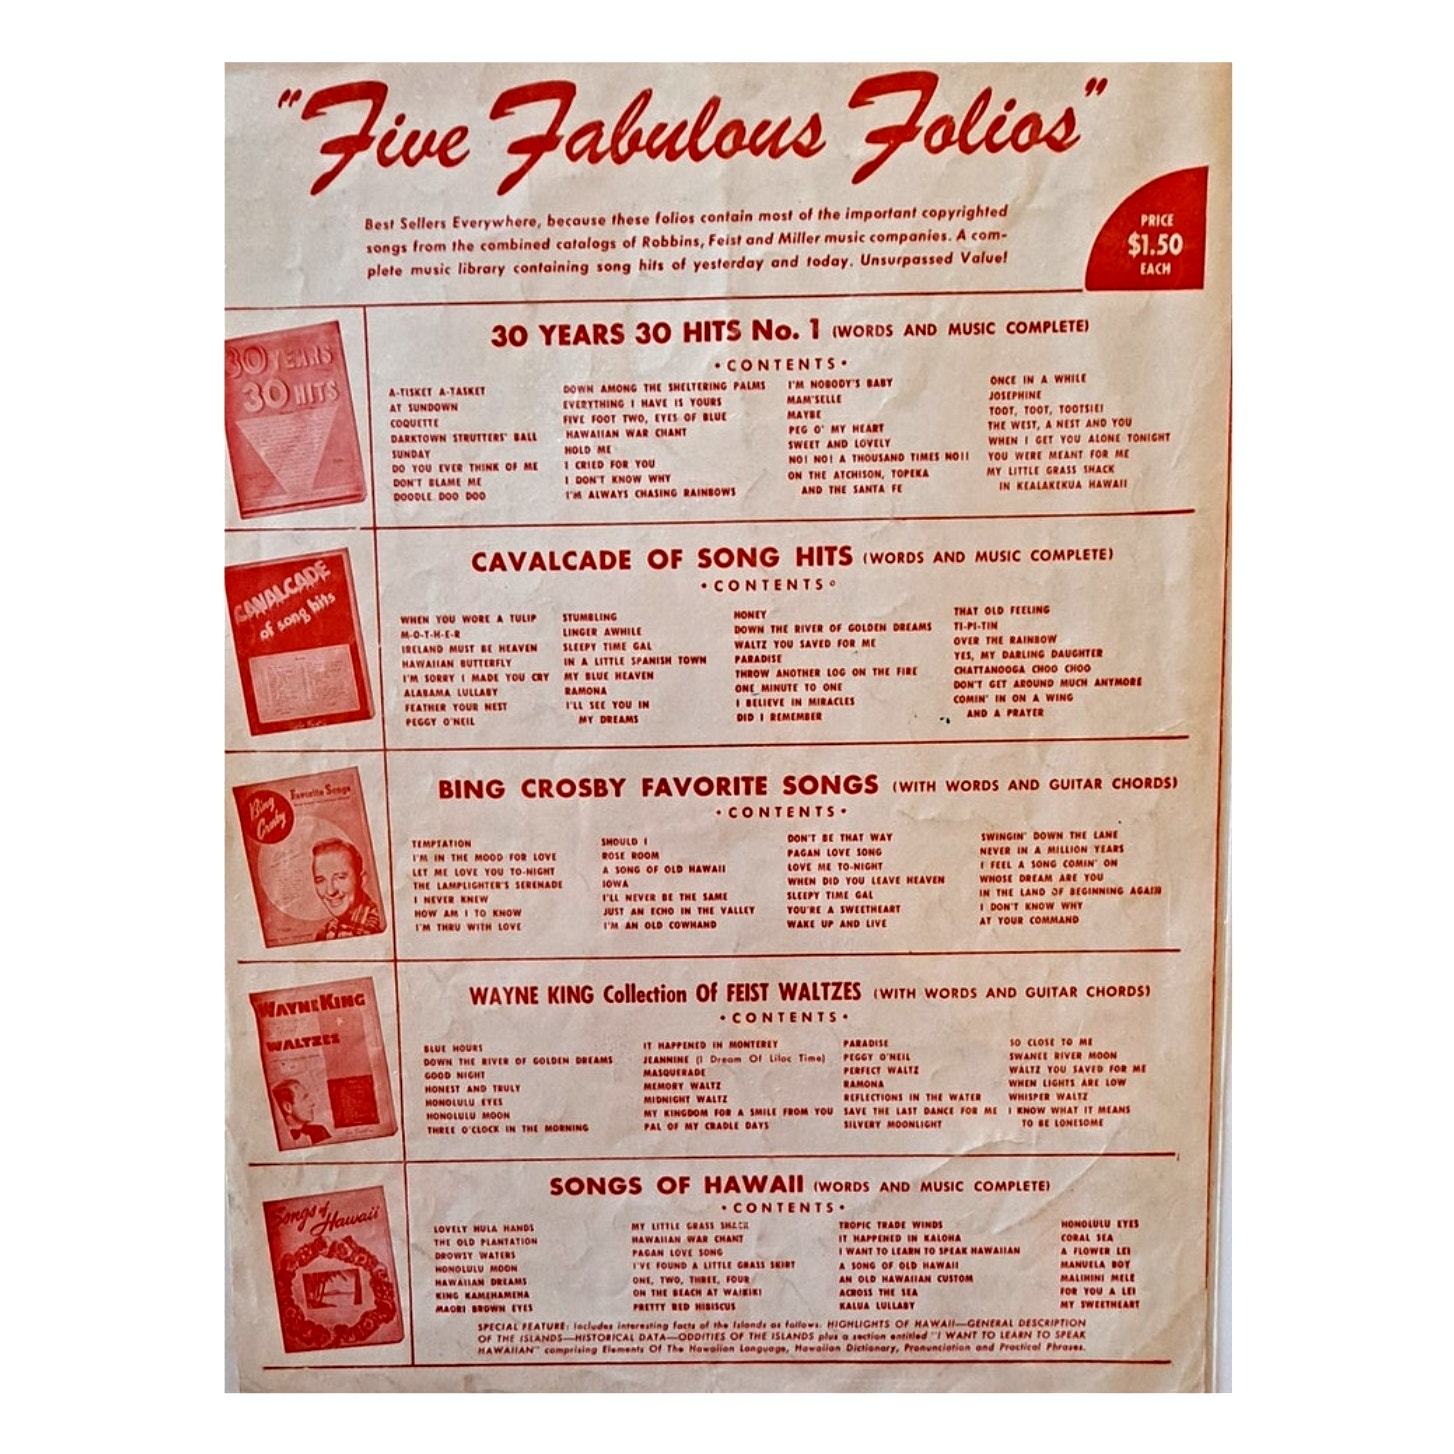 "Five Fabulous Folios"
Best Sellers Everywhere, because these folios contain most of the important copyrighted
songs from the combined catalogs of Robbins, Feist and Miller music companies. A com-
plete music library containing song hits of yesterday and today. Unsurpassed Value!
PRICE
$1.50
EACH
30 YEARS
30 HITS
30 YEARS 30 HITS No. 1 (WORDS AND MUSIC COMPLETE)
• CONTENTS •
A-TISKET A-TASKET
AT SUNDOWN
COQUETTE
DARKTOWN STRUTTERS' BALL
SUNDAY
DO YOU EVER THINK OF ME
DON'T BLAME ME
DOODLE DOO DOO
DOWN AMONG THE SHELTERING PALMS
EVERYTHING I HAVE IS YOURS
FIVE FOOT TWO, EYES OF BLUE
HAWAIIAN WAR CHANT
HOLD ME
I CRIED FOR YOU
I DON'T KNOW WHY
I'M ALWAYS CHASING RAINBOWS
I'M NOBODY'S BABY
MAM'SELLE
MAYBE
PEG O' MY HEART
SWEET AND LOVELY
NO! NO! A THOUSAND TIMES NO!!
ON THE ATCHISON, TOPEKA
AND THE SANTA FE
ONCE IN A WHILE
JOSEPHINE
TOOT, TOOT, TOOTSIE!
THE WEST, A NEST AND YOU
WHEN I GET YOU ALONE TONIGHT
YOU WERE MEANT FOR ME
MY LITTLE GRASS SHACK
IN KEALAKEKUA HAWAII
CAVALCADE
of song hits
CAVALCADE OF SONG HITS (WORDS AND MUSIC COMPLETE)
• CONTENTS •
WHEN YOU WORE A TULIP
M-O-T-H-E-R
IRELAND MUST BE HEAVEN
HAWAIIAN BUTTERFLY
I'M SORRY I MADE YOU CRY
ALABAMA LULLABY
FEATHER YOUR NEST
PEGGY O'NEIL
STUMBLING
LINGER AWHILE
SLEEPY TIME GAL
IN A LITTLE SPANISH TOWN
MY BLUE HEAVEN
RAMONA
I'LL SEE YOU IN
MY DREAMS
HONEY
DOWN THE RIVER OF GOLDEN DREAMS
WALTZ YOU SAVED FOR ME
PARADISE
THROW ANOTHER LOG ON THE FIRE
ONE MINUTE TO ONE
I BELIEVE IN MIRACLES
DID I REMEMBER
THAT OLD FEELING
TI-PI-TIN
OVER THE RAINBOW
YES, MY DARLING DAUGHTER
CHATTANOOGA CHOO CHOO
DON'T GET AROUND MUCH ANYMORE
COMIN' IN ON A WING
AND A PRAYER
Bing
Crosby
Favorite Songs
BING CROSBY FAVORITE SONGS (WITH WORDS AND GUITAR CHORDS)
• CONTENTS •
TEMPTATION
I'M IN THE MOOD FOR LOVE
LET ME LOVE YOU TO-NIGHT
THE LAMPLIGHTER'S SERENADE
I NEVER KNEW
HOW AM I TO KNOW
I'M THRU WITH LOVE
SHOULD I
ROSE ROOM
A SONG OF OLD HAWAII
IOWA
I'LL NEVER BE THE SAME
JUST AN ECHO IN THE VALLEY
I'M AN OLD COWHAND
DON'T BE THAT WAY
PAGAN LOVE SONG
LOVE ME TO-NIGHT
WHEN DID YOU LEAVE HEAVEN
SLEEPY TIME GAL
YOU'RE A SWEETHEART
WAKE UP AND LIVE
SWINGIN' DOWN THE LANE
NEVER IN A MILLION YEARS
I FEEL A SONG COMIN' ON
WHOSE DREAM ARE YOU
IN THE LAND OF BEGINNING AGAIN
I DON'T KNOW WHY
AT YOUR COMMAND
WAYNE KING
WALTZES
WAYNE KING Collection Of FEIST WALTZES (WITH WORDS AND GUITAR CHORDS)
• CONTENTS •
BLUE HOURS
DOWN THE RIVER OF GOLDEN DREAMS
GOOD NIGHT
HONEST AND TRULY
HONOLULU EYES
HONOLULU MOON
THREE O'CLOCK IN THE MORNING
IT HAPPENED IN MONTEREY
JEANNINE (I Dream Of Lilac Time)
MASQUERADE
MEMORY WALTZ
MIDNIGHT WALTZ
MY KINGDOM FOR A SMILE FROM YOU
PAL OF MY CRADLE DAYS
PARADISE
PEGGY O'NEIL
PERFECT WALTZ
RAMONA
REFLECTIONS IN THE WATER
SAVE THE LAST DANCE FOR ME
SILVERY MOONLIGHT
SO CLOSE TO ME
SWANEE RIVER MOON
WALTZ YOU SAVED FOR ME
WHEN LIGHTS ARE LOW
WHISPER WALTZ
I KNOW WHAT IT MEANS
TO BE LONESOME
Songs of
Hawaii
SONGS OF HAWAII (WORDS AND MUSIC COMPLETE)
• CONTENTS •
LOVELY HULA HANDS
THE OLD PLANTATION
DROWSY WATERS
HONOLULU MOON
HAWAIIAN DREAMS
KING KAMEHAMEHA
MAORI BROWN EYES
MY LITTLE GRASS SHACK
HAWAIIAN WAR CHANT
PAGAN LOVE SONG
I'VE FOUND A LITTLE GRASS SKIRT
ONE, TWO, THREE, FOUR
ON THE BEACH AT WAIKIKI
PRETTY RED HIBISCUS
TROPIC TRADE WINDS
IT HAPPENED IN KALOHA
I WANT TO LEARN TO SPEAK HAWAIIAN
A SONG OF OLD HAWAII
AN OLD HAWAIIAN CUSTOM
ACROSS THE SEA
KALUA LULLABY
HONOLULU EYES
CORAL SEA
A FLOWER LEI
MANUELA BOY
MALIHINI MELE
FOR YOU A LEI
MY SWEETHEART
SPECIAL FEATURE: Includes interesting facts of the Islands as follows. HIGHLIGHTS OF HAWAII—GENERAL DESCRIPTION
OF THE ISLANDS—HISTORICAL DATA—ODDITIES OF THE ISLANDS plus a section entitled "I WANT TO LEARN TO SPEAK
HAWAIIAN" comprising Elements Of The Hawaiian Language, Hawaiian Dictionary, Pronunciation and Practical Phrases.